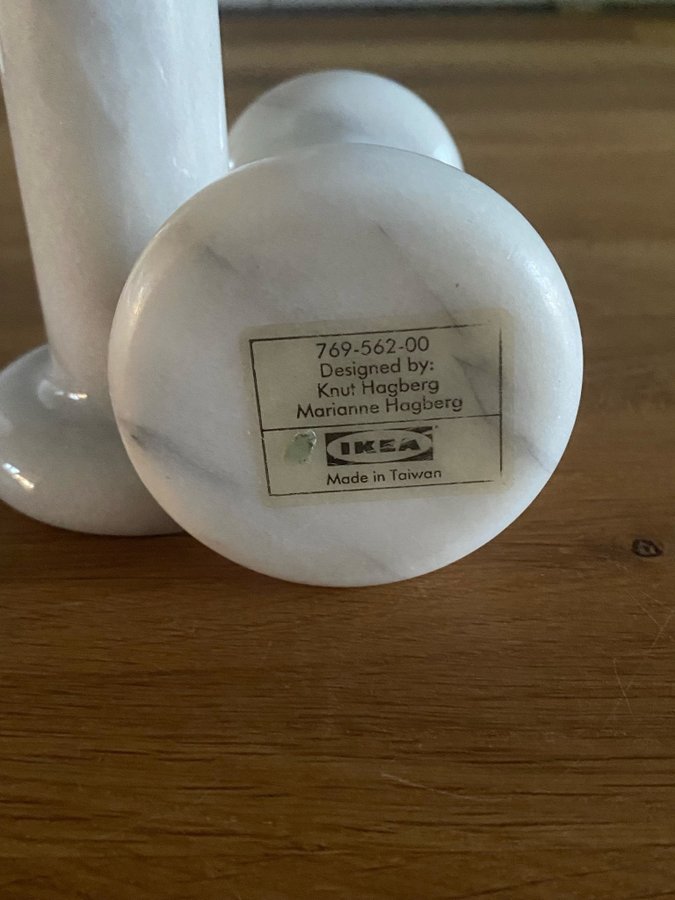 769-562-00
Designed by:
Knut Hagberg
Marianne Hagberg
IKEA
Made in Taiwan